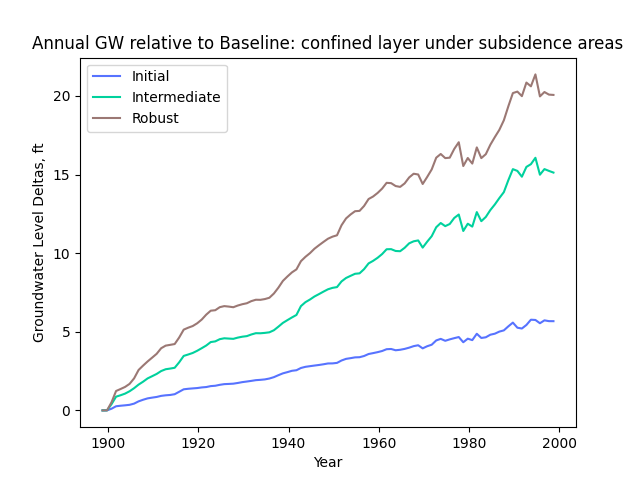 Annual GW relative to Baseline: confined layer under subsidence areas
Initial
Intermediate
Robust
Groundwater Level Deltas, ft
20
15
10
5
0
1900 1920 1940 1960 1980 2000
Year